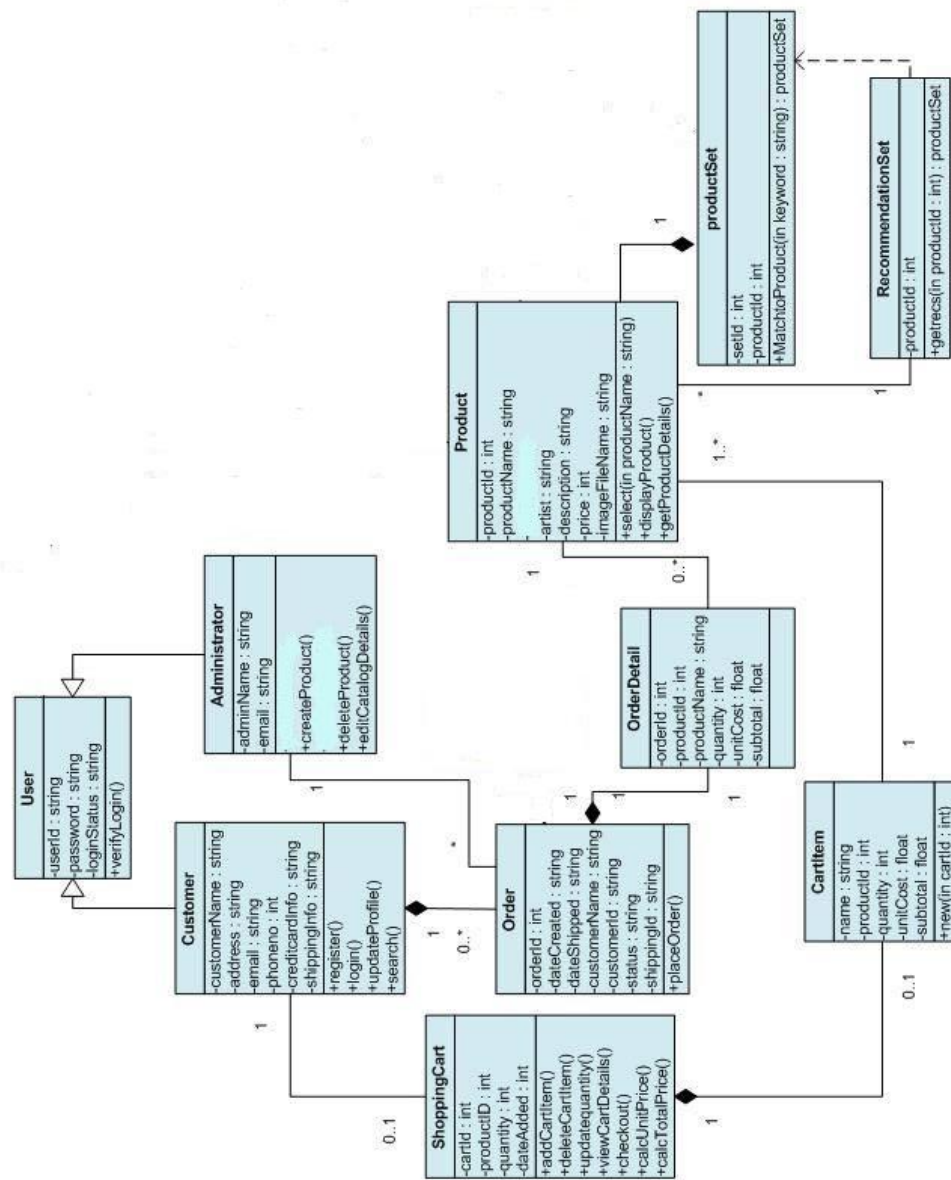 User
-userId : string
-password : string
-loginStatus : string
+verifyLogin()
Customer
-customerName : string
-address : string
-email : string
-phoneno : int
-creditcardInfo : string
-shippingInfo : string
+register()
+login()
+updateProfile()
+search()
Administrator
-adminName : string
-email : string
+createProduct()
+deleteProduct()
+editCatalogDetails()
1
0..1
1
0..*
1
*
ShoppingCart
-cartId : int
-productID : int
-quantity : int
-dateAdded : int
+addCartItem()
+deleteCartItem()
+updatequantity()
+viewCartDetails()
+checkout()
+calcUnitPrice()
+calcTotalPrice()
Order
-orderId : int
-dateCreated : string
-dateShipped : string
-customerName : string
-customerId : string
-status : string
-shippingId : string
+placeOrder()
1
1
1
OrderDetail
-orderId : int
-productId : int
-productName : string
-quantity : int
-unitCost : float
-subtotal : float
1
0..*
Product
-productId : int
-productName : string
-
-artist : string
-description : string
-price : int
-imageFileName : string
+select(in productName : string)
+displayProduct()
+getProductDetails()
1
*
1..*
productSet
-setId : int
-productId : int
+MatchtoProduct(in keyword : string) : productSet
1
0..1
1
1
CartItem
-name : string
-productId : int
-quantity : int
-unitCost : float
-subtotal : float
+new(in cartId : int)
RecommendationSet
-productId : int
+getrecs(in productId : int) : productSet